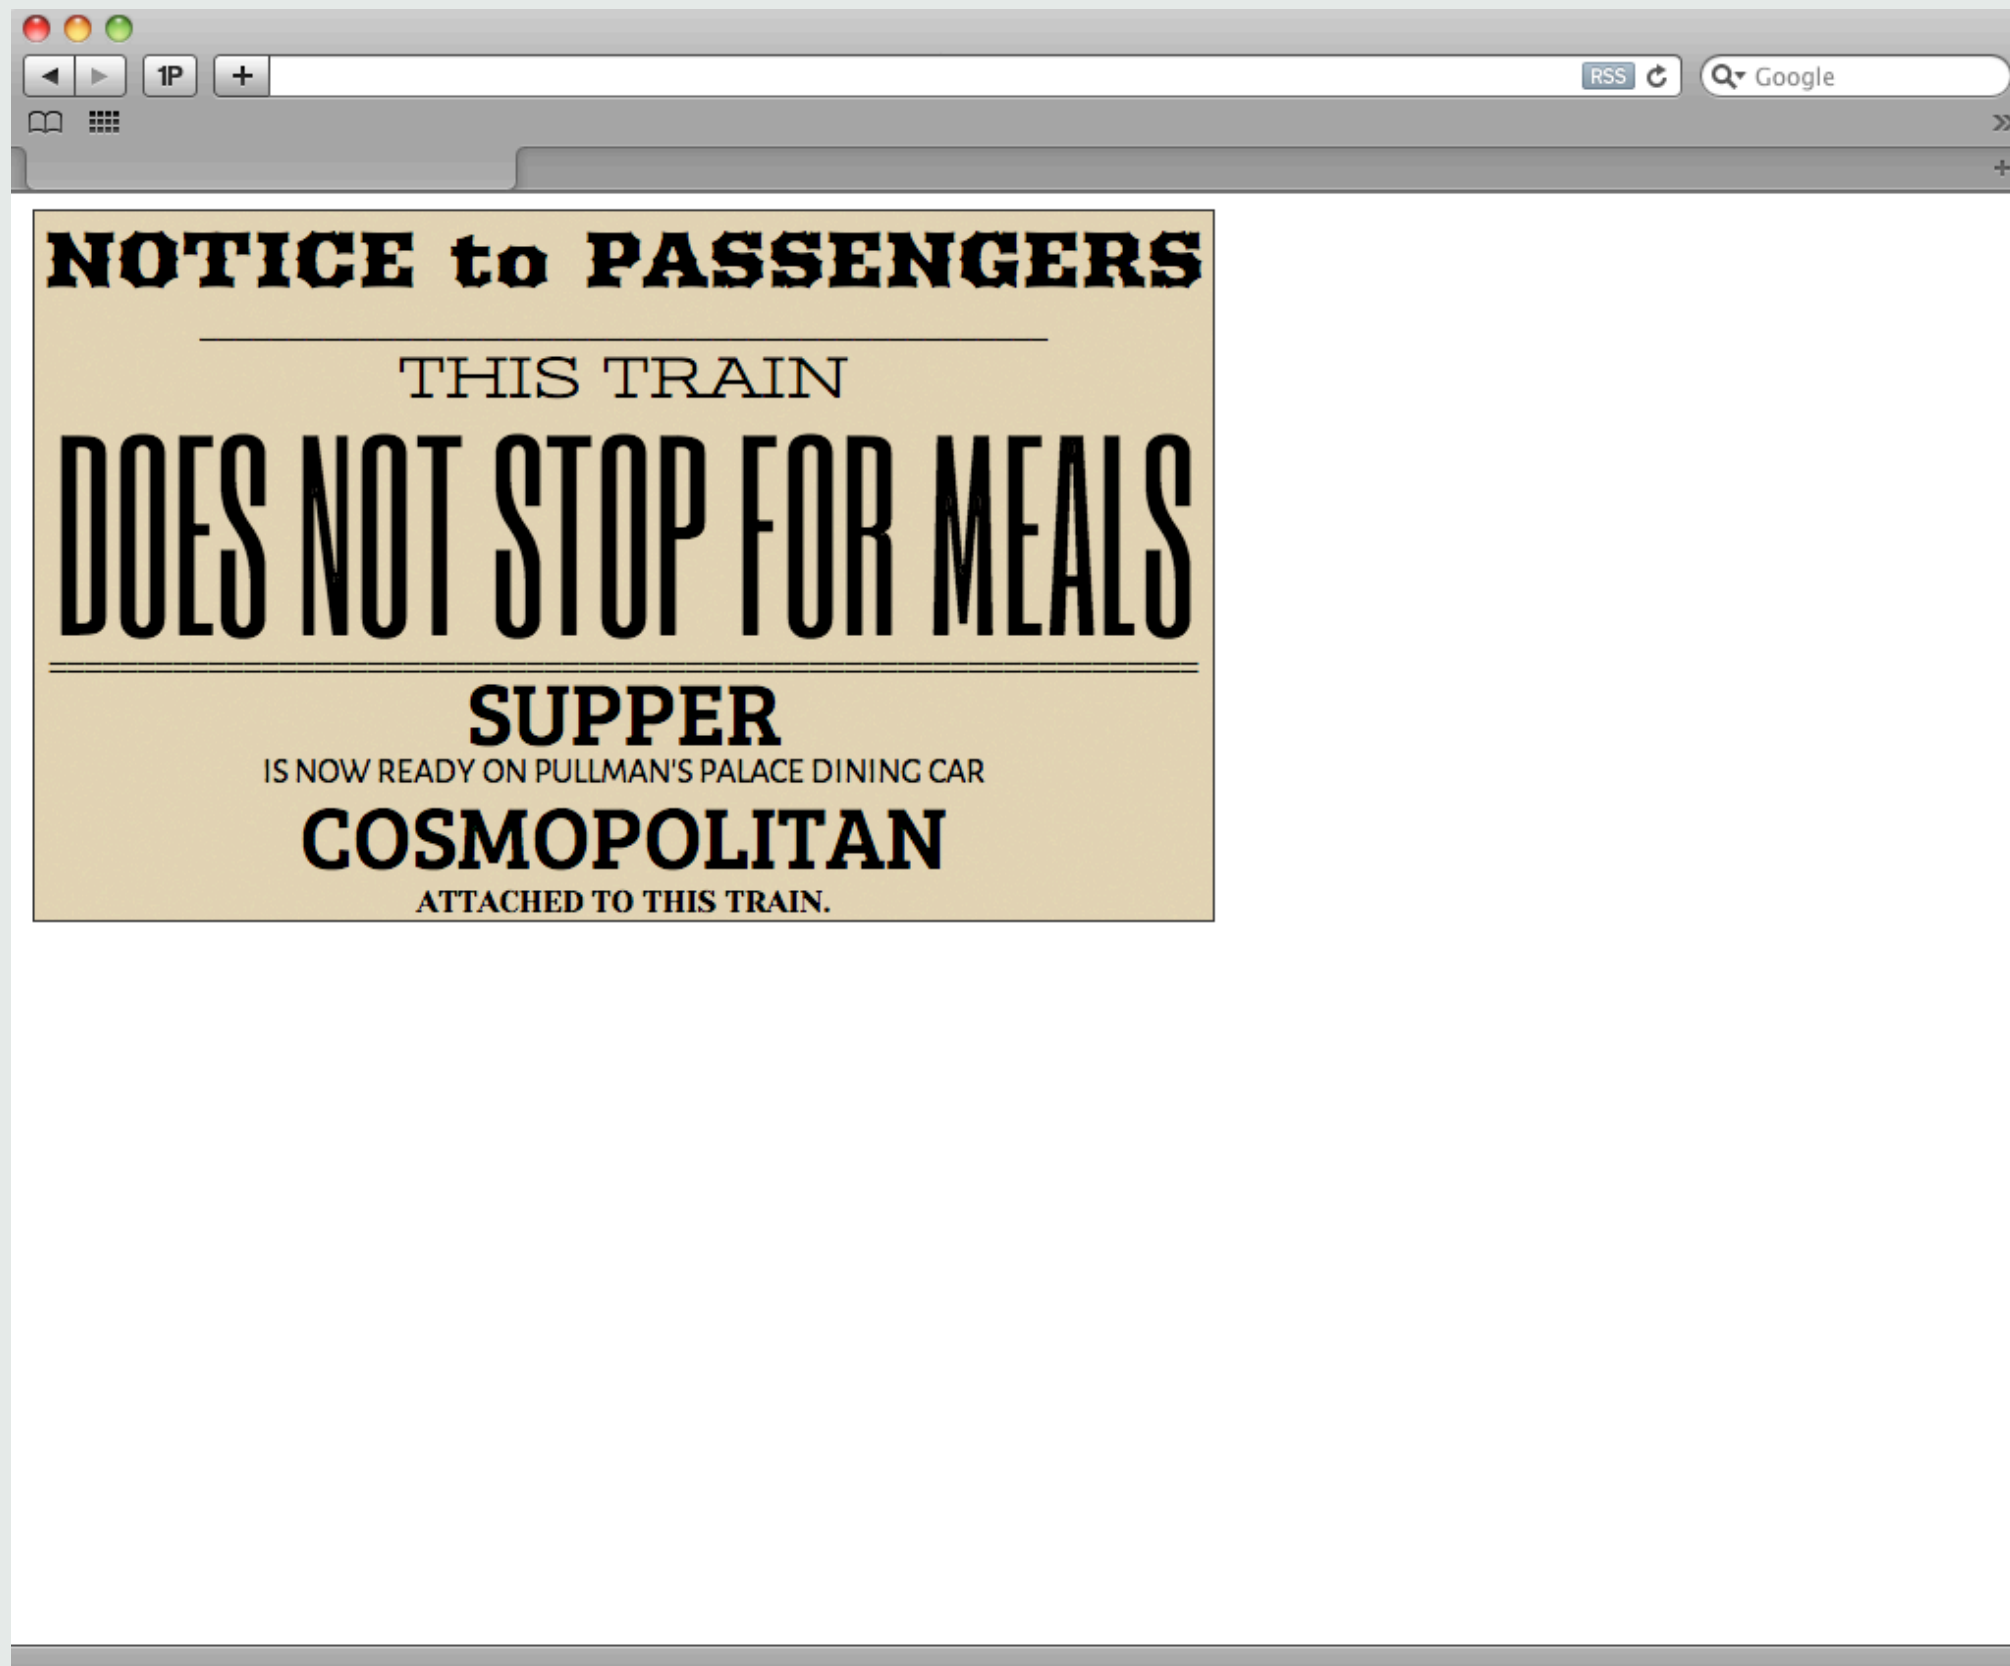 1P
+
RSS
Google
NOTICE to PASSENGERS
THIS TRAIN
DOES NOT STOP FOR MEALS
SUPPER
IS NOW READY ON PULLMAN'S PALACE DINING CAR
COSMOPOLITAN
ATTACHED TO THIS TRAIN.